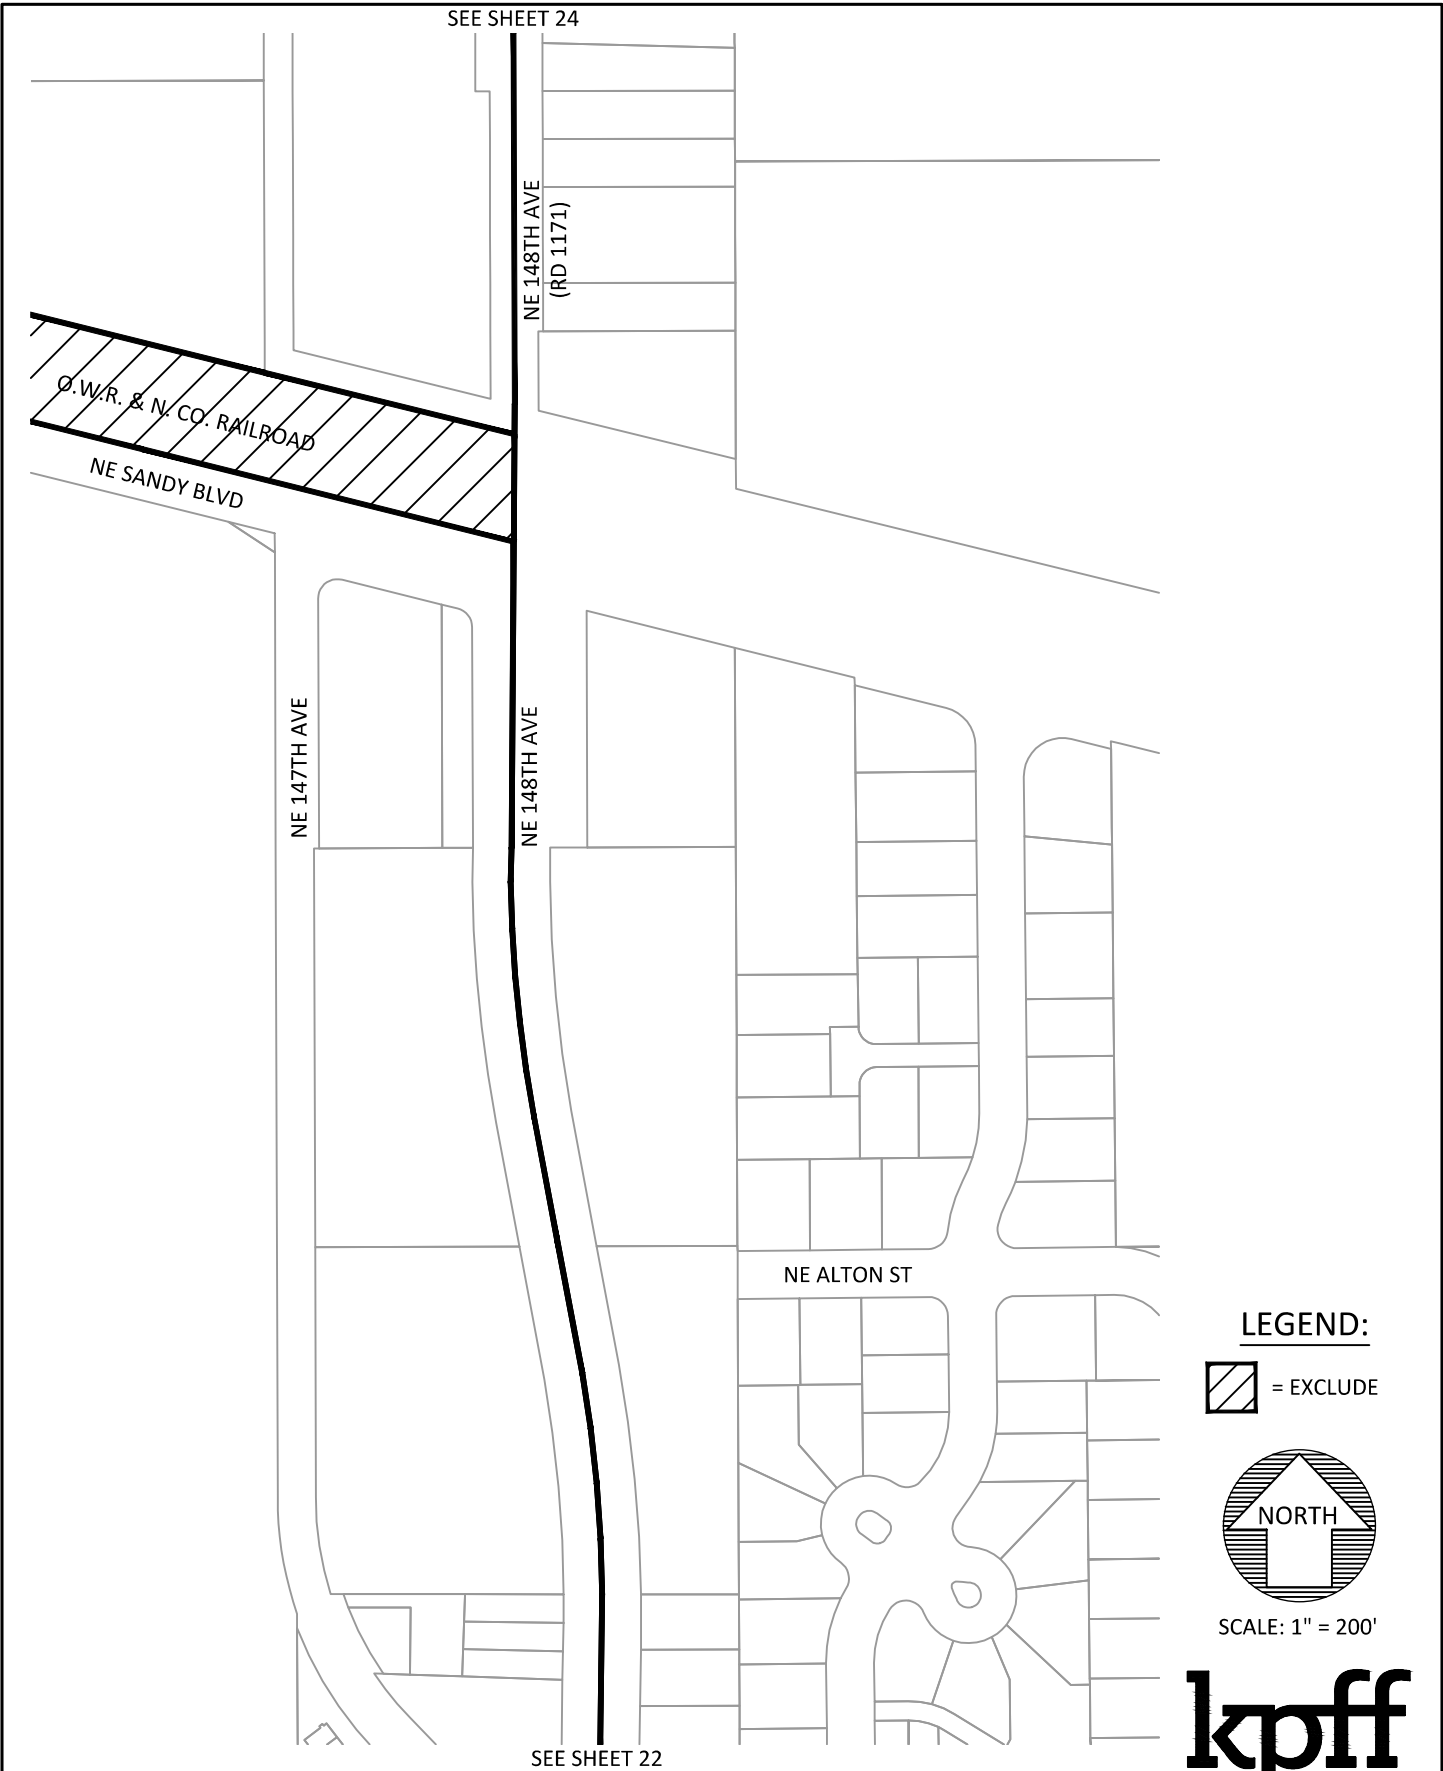 SEE SHEET 24
NE 148TH AVE
(RD 1171)
O.W.R. & N. CO. RAILROAD
NE SANDY BLVD
NE 147TH AVE
NE 148TH AVE
NE ALTON ST
LEGEND:
= EXCLUDE
NORTH
SCALE: 1" = 200'
kpff
SEE SHEET 22